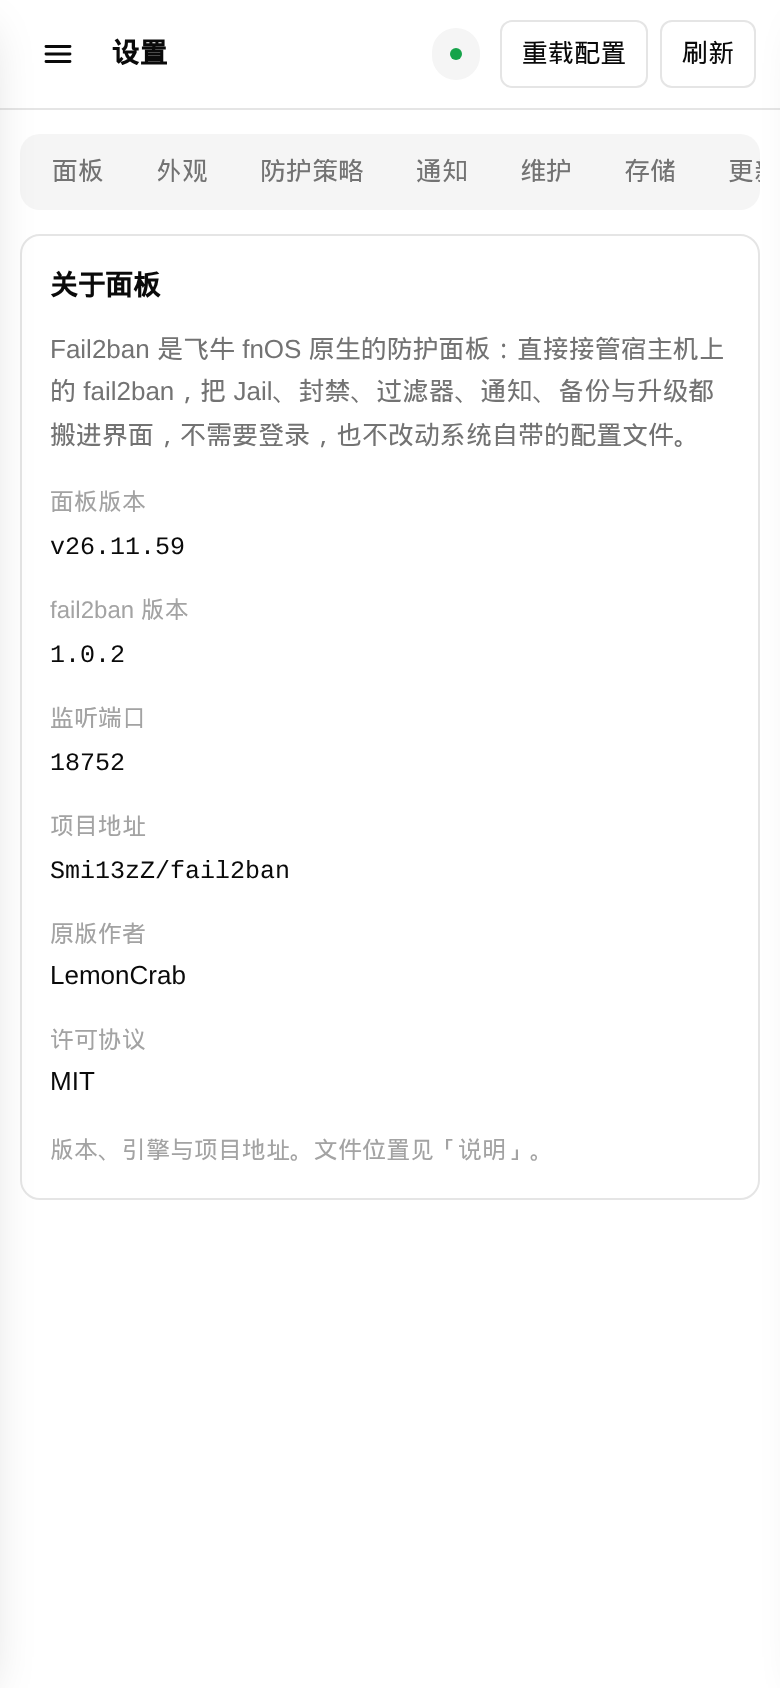 设置
重载配置
刷新
面板 外观 防护策略 通知 维护 存储 更新
关于面板
Fail2ban 是飞牛 fnOS 原生的防护面板：直接接管宿主机上
的 fail2ban，把 Jail、封禁、过滤器、通知、备份与升级都
搬进界面，不需要登录，也不改动系统自带的配置文件。
面板版本
v26.11.59
fail2ban 版本
1.0.2
监听端口
18752
项目地址
Smi13zZ/fail2ban
原版作者
LemonCrab
许可协议
MIT
版本、引擎与项目地址。文件位置见「说明」。